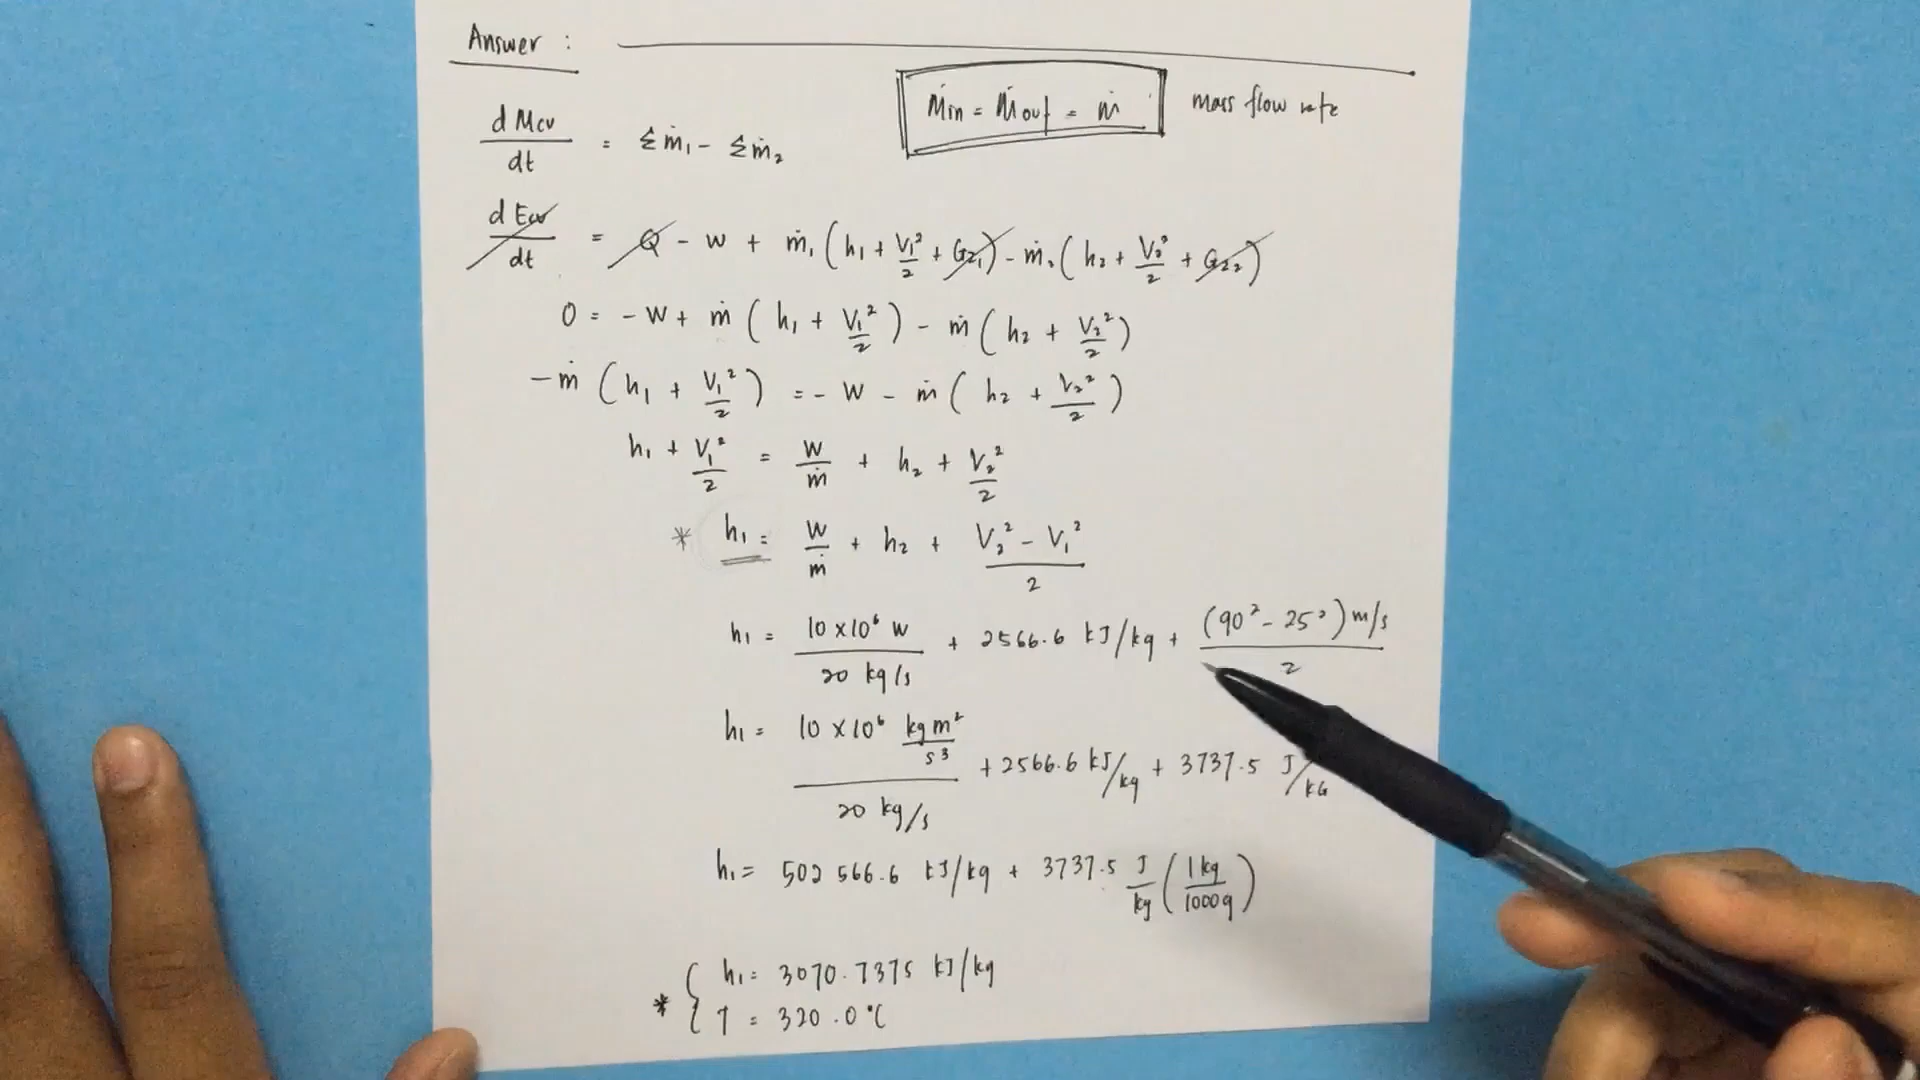 Answer :
Ṁin = Ṁout = ṁ mass flow rate
dMcv/dt = Σṁ₁ - Σṁ₂
dEcv/dt = Q - W + ṁ₁(h₁ + V₁²/2 + Gz₁) - ṁ₂(h₂ + V₂²/2 + Gz₂)
0 = - W + ṁ(h₁ + V₁²/2) - ṁ(h₂ + V₂²/2)
-ṁ(h₁ + V₁²/2) = - W - ṁ(h₂ + V₂²/2)
h₁ + V₁²/2 = W/ṁ + h₂ + V₂²/2
* h₁ = W/ṁ + h₂ + (V₂² - V₁²)/2
h₁ = 10 x 10⁶ W / 20 kg/s + 2566.6 kJ/kg + (90² - 25²) m/s / 2
h₁ = 10 x 10⁶ kg m²/s³ / 20 kg/s + 2566.6 kJ/kg + 3737.5 J/kG
h₁ = 502 566.6 kJ/kg + 3737.5 J/kg (1kg/1000g)
* { h₁ = 3070.7375 kJ/kg
T = 320.0°C